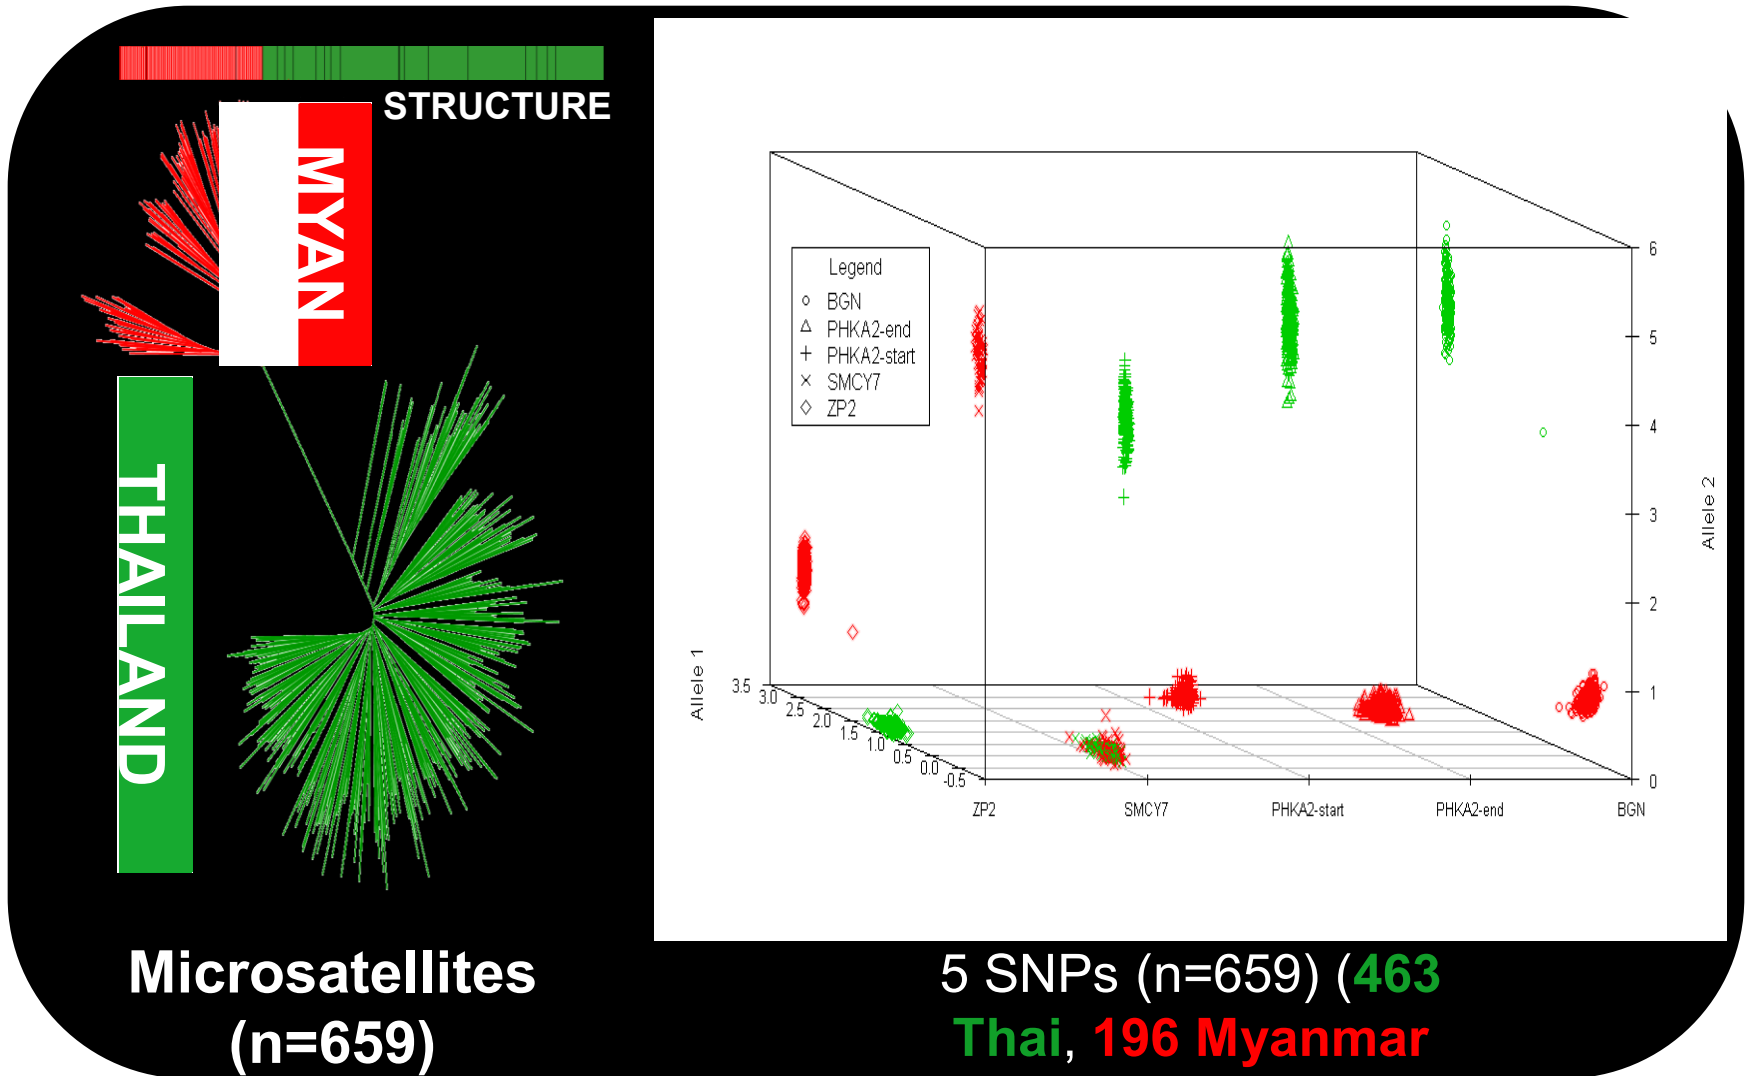 STRUCTURE
MYAN
THAILAND
Microsatellites
(n=659)
Legend
BGN
PHKA2-end
PHKA2-start
SMCY7
ZP2
Allele 1
3.5
3.0
2.5
2.0
1.5
1.0
0.5
0.0
-0.5
6
5
4
3
2
1
0
Allele 2
ZP2 SMCY7 PHKA2-start PHKA2-end BGN
5 SNPs (n=659) (463
Thai, 196 Myanmar